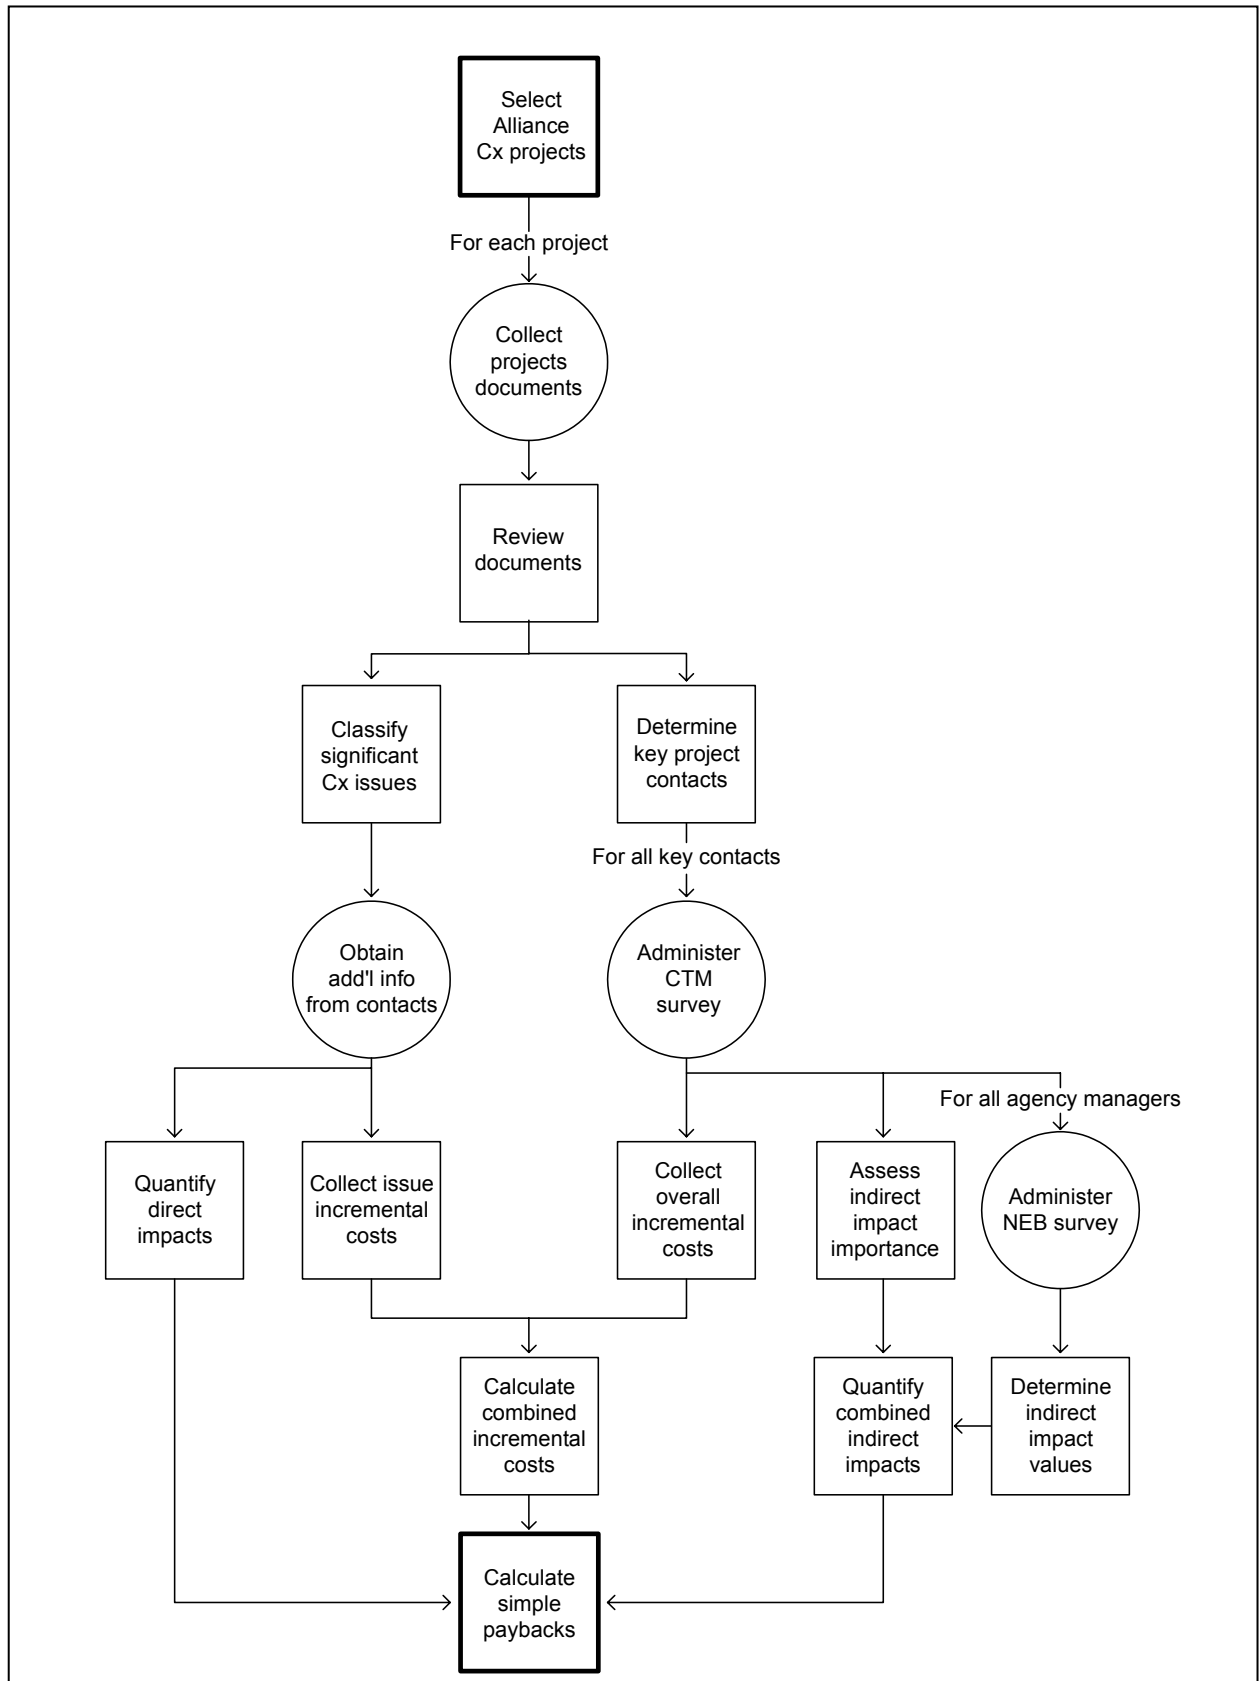 Select
Alliance
Cx projects
For each project
Collect
projects
documents
Review
documents
Classify
significant
Cx issues
Determine
key project
contacts
For all key contacts
Obtain
add'l info
from contacts
Administer
CTM
survey
For all agency managers
Quantify
direct
impacts
Collect issue
incremental
costs
Collect
overall
incremental
costs
Assess
indirect
impact
importance
Administer
NEB survey
Calculate
combined
incremental
costs
Quantify
combined
indirect
impacts
Determine
indirect
impact
values
Calculate
simple
paybacks